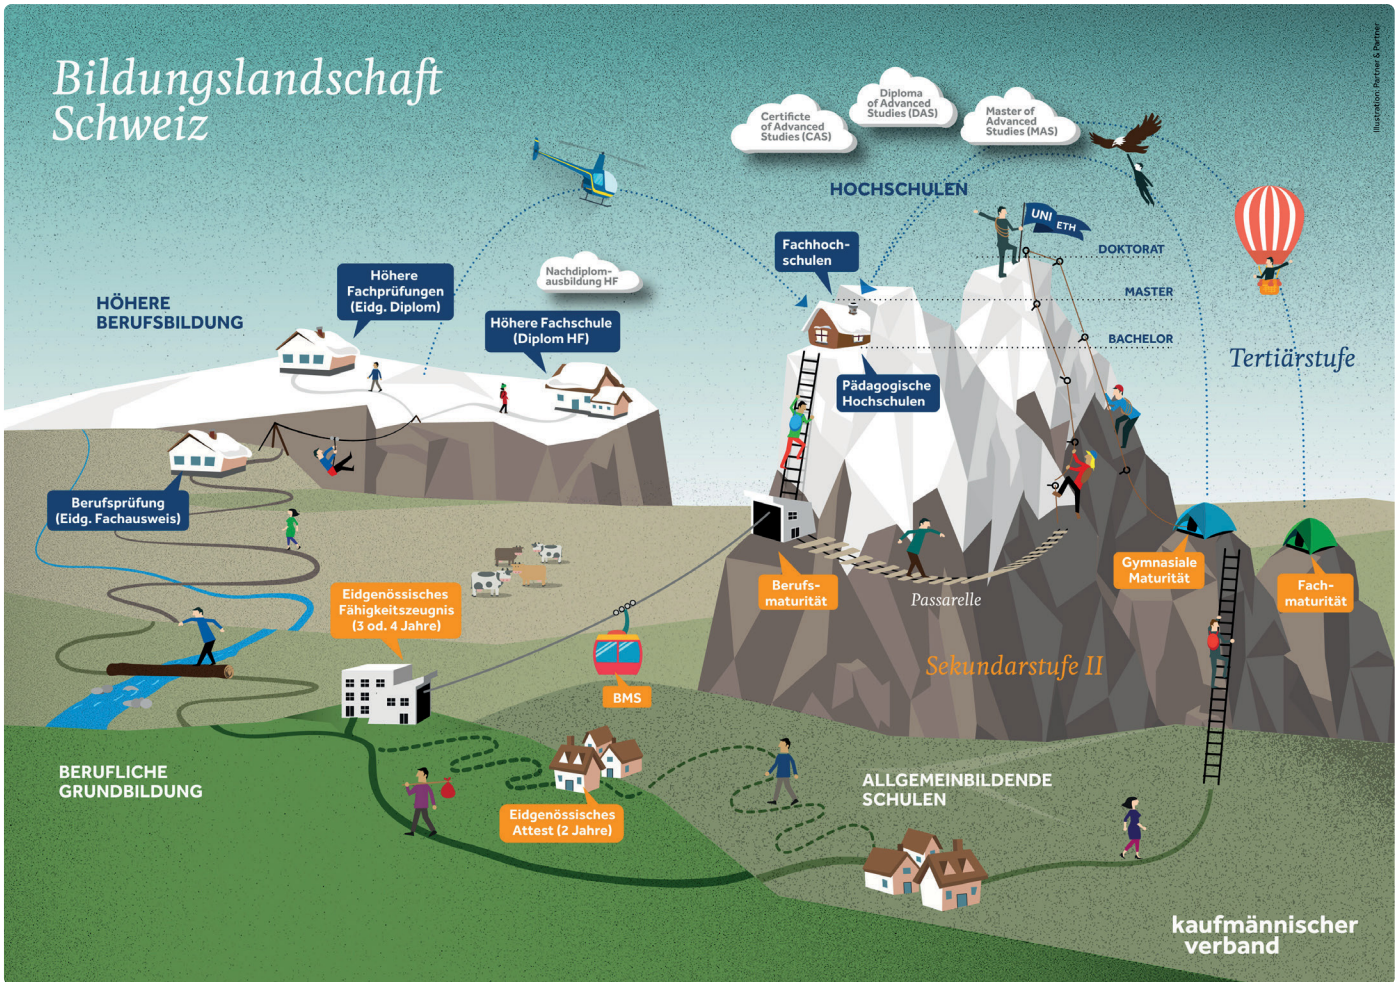 Bildungslandschaft
Schweiz
Illustration: Partner & Partner
Certificte
of Advanced
Studies (CAS)
Diploma
of Advanced
Studies (DAS)
Master of
Advanced
Studies (MAS)
HOCHSCHULEN
UNI
ETH
DOKTORAT
MASTER
BACHELOR
Fachhoch-
schulen
Pädagogische
Hochschulen
Tertiärstufe
Nachdiplom-
ausbildung HF
HÖHERE
BERUFSBILDUNG
Höhere
Fachprüfungen
(Eidg. Diplom)
Höhere Fachschule
(Diplom HF)
Berufsprüfung
(Eidg. Fachausweis)
Eidgenössisches
Fähigkeitszeugnis
(3 od. 4 Jahre)
Berufs-
maturität
Passarelle
Gymnasiale
Maturität
Fach-
maturität
Sekundarstufe II
BMS
BERUFLICHE
GRUNDBILDUNG
Eidgenössisches
Attest (2 Jahre)
ALLGEMEINBILDENDE
SCHULEN
kaufmännischer
verband